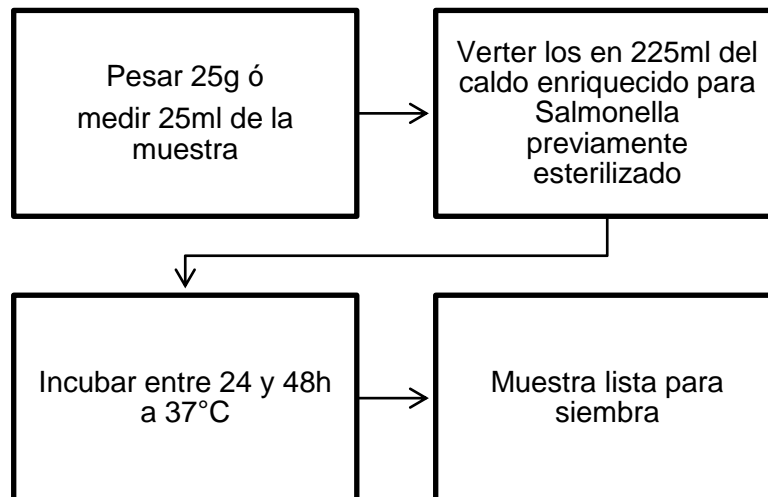 Pesar 25g ó
medir 25ml de la
muestra
Verter los en 225ml del
caldo enriquecido para
Salmonella
previamente
esterilizado
Incubar entre 24 y 48h
a 37°C
Muestra lista para
siembra